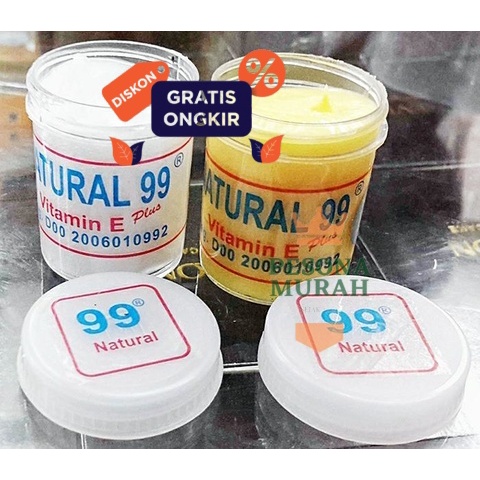 DISKON
%
GRATIS
ONGKIR
ATURAL 99®
Vitamin E Plus
D00 2006010992
ATURAL 99®
Vitamin E Plus
D00 2006010992
MURAH
99®
Natural
99®
Natural